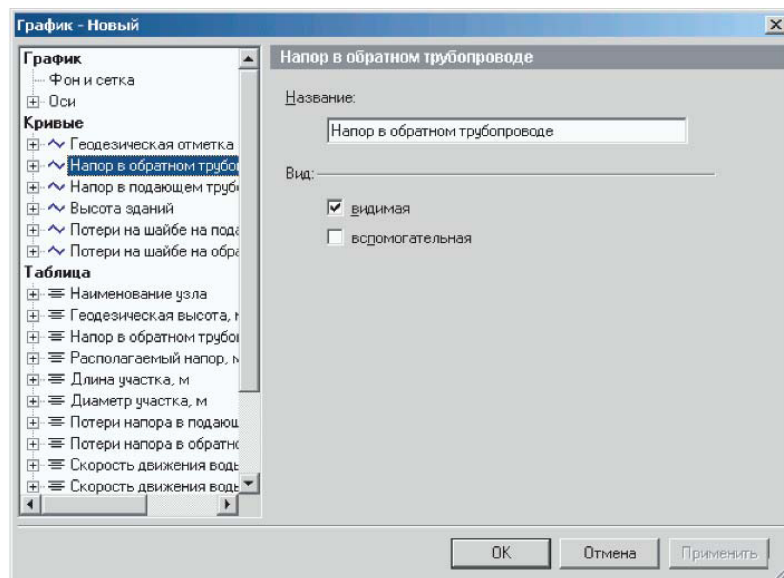 График - Новый
График
Фон и сетка
Оси
Кривые
Геодезическая отметка
Напор в обратном трубо
Напор в подающем труб
Высота зданий
Потери на шайбе на пода
Потери на шайбе на обра
Таблица
Наименование узла
Геодезическая высота,
Напор в обратном трубо
Располагаемый напор, м
Длина участка, м
Диаметр участка, м
Потери напора в подающ
Потери напора в обратн
Скорость движения воды
Скорость движения воды
Напор в обратном трубопроводе
Название:
Напор в обратном трубопроводе
Вид:
видимая
вспомогательная
OK
Отмена
Применить